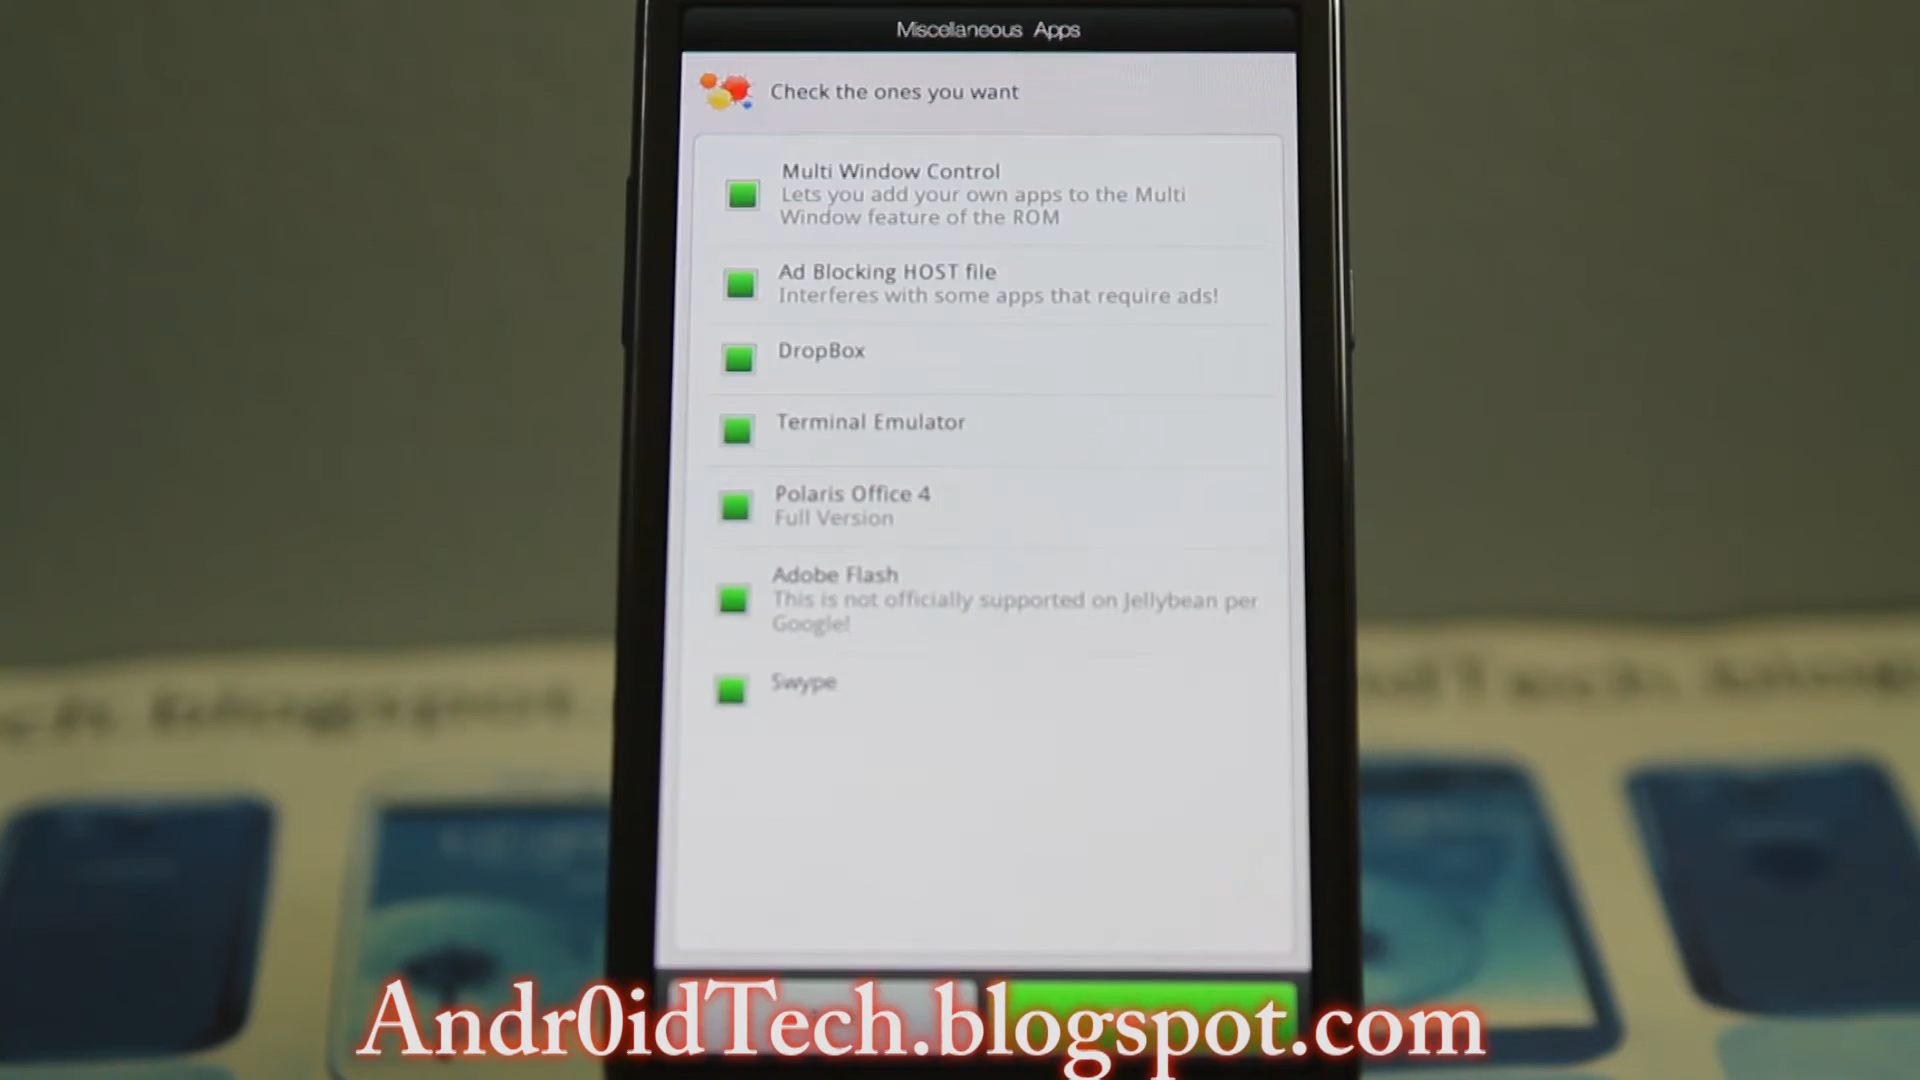 Miscellaneous Apps
Check the ones you want
Multi Window Control
Lets you add your own apps to the Multi
Window feature of the ROM
Ad Blocking HOST file
Interferes with some apps that require ads!
DropBox
Terminal Emulator
Polaris Office 4
Full Version
Adobe Flash
This is not officially supported on Jellybean per
Google!
Swype
Andr0idTech.blogspot.com